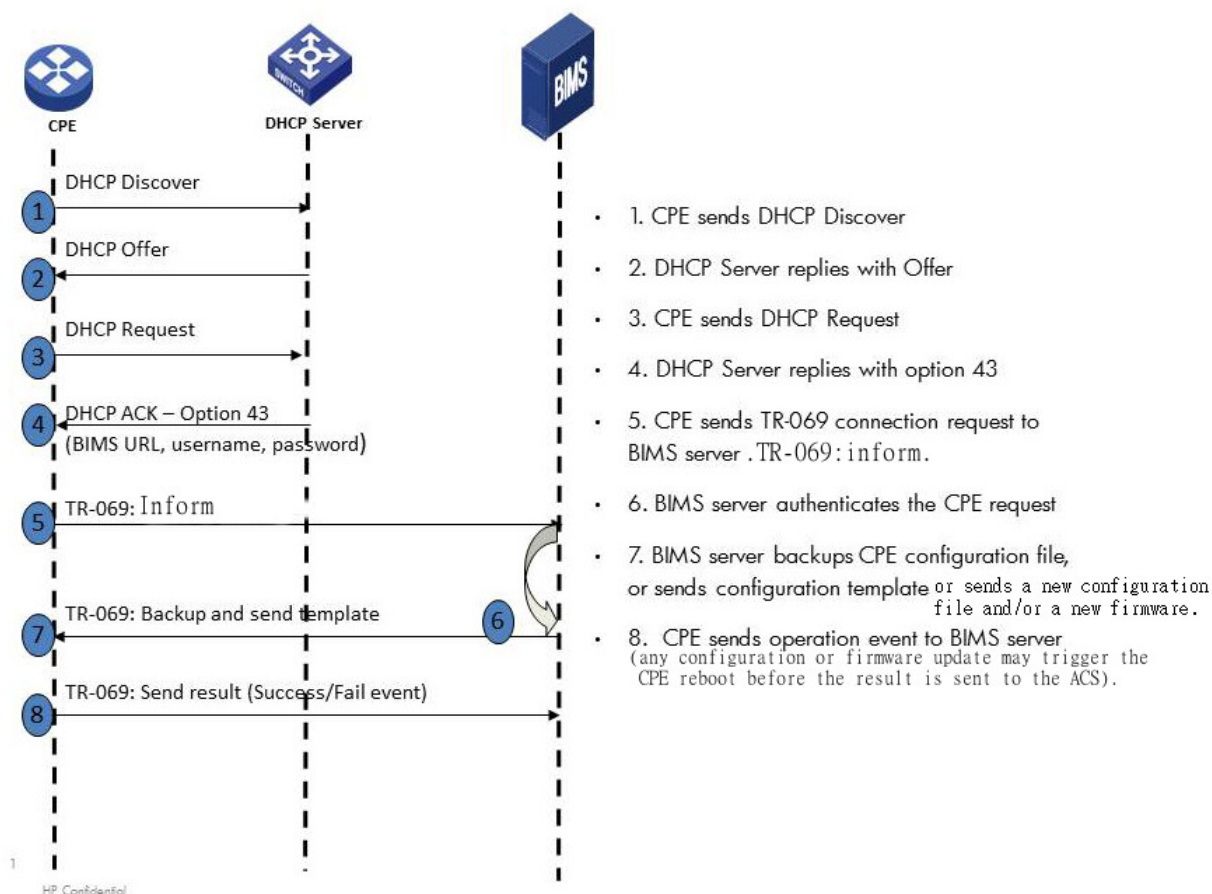 SWITCH
BIMS
CPE
DHCP Server
DHCP Discover
1
DHCP Offer
2
DHCP Request
3
DHCP ACK – Option 43
4
(BIMS URL, username, password)
TR-069: Inform
5
6
TR-069: Backup and send template
7
TR-069: Send result (Success/Fail event)
8
• 1. CPE sends DHCP Discover
• 2. DHCP Server replies with Offer
• 3. CPE sends DHCP Request
• 4. DHCP Server replies with option 43
• 5. CPE sends TR-069 connection request to
BIMS server .TR-069:inform.
• 6. BIMS server authenticates the CPE request
• 7. BIMS server backups CPE configuration file,
or sends configuration template or sends a new configuration
file and/or a new firmware.
• 8. CPE sends operation event to BIMS server
(any configuration or firmware update may trigger the
CPE reboot before the result is sent to the ACS).
1
HP Confidential